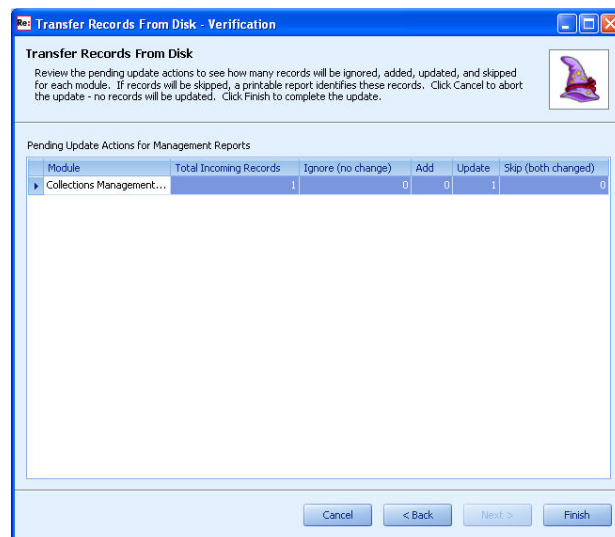 Re: Transfer Records From Disk - Verification
Transfer Records From Disk
Review the pending update actions to see how many records will be ignored, added, updated, and skipped
for each module. If records will be skipped, a printable report identifies these records. Click Cancel to abort
the update - no records will be updated. Click Finish to complete the update.
Pending Update Actions for Management Reports
Module Total Incoming Records Ignore (no change) Add Update Skip (both changed)
Collections Management... 1 0 0 1 0
Cancel < Back Next > Finish